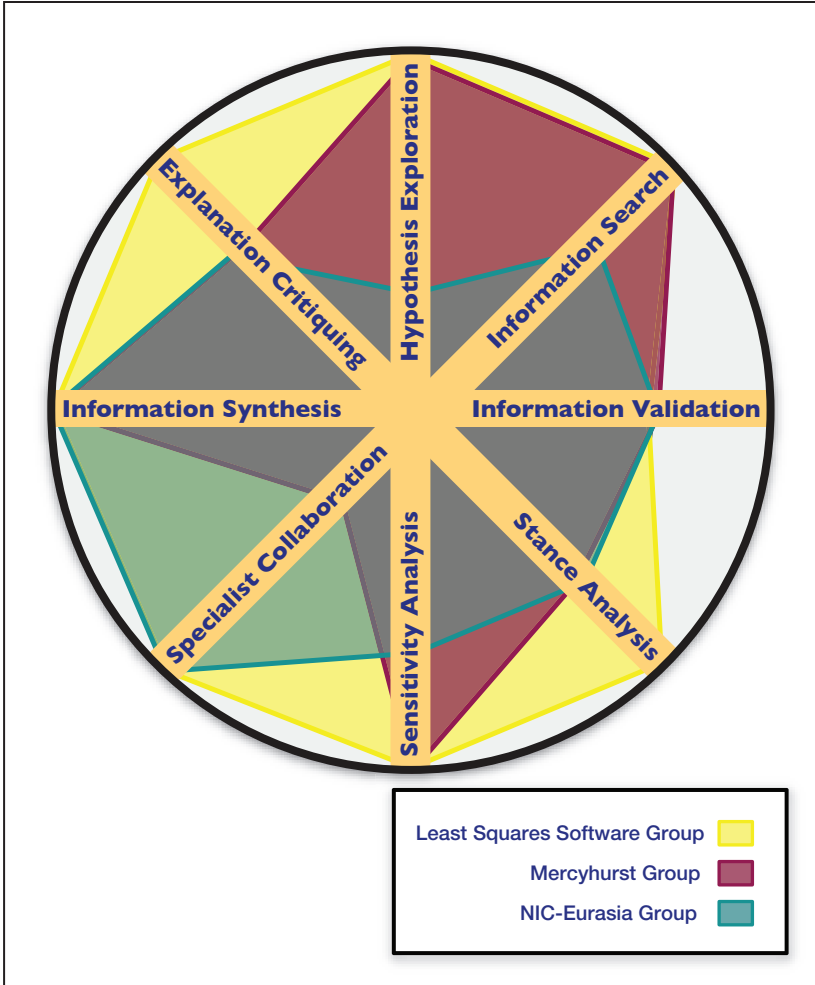 Hypothesis Exploration
Information Search
Information Validation
Stance Analysis
Sensitivity Analysis
Specialist Collaboration
Information Synthesis
Explanation Critiquing
Least Squares Software Group
Mercyhurst Group
NIC-Eurasia Group